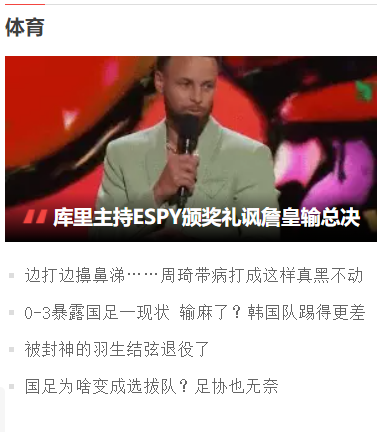 体育
库里主持ESPY颁奖礼讽詹皇输总决
边打边擤鼻涕……周琦带病打成这样真黑不动
0-3暴露国足一现状 输麻了？韩国队踢得更差
被封神的羽生结弦退役了
国足为啥变成选拔队？足协也无奈